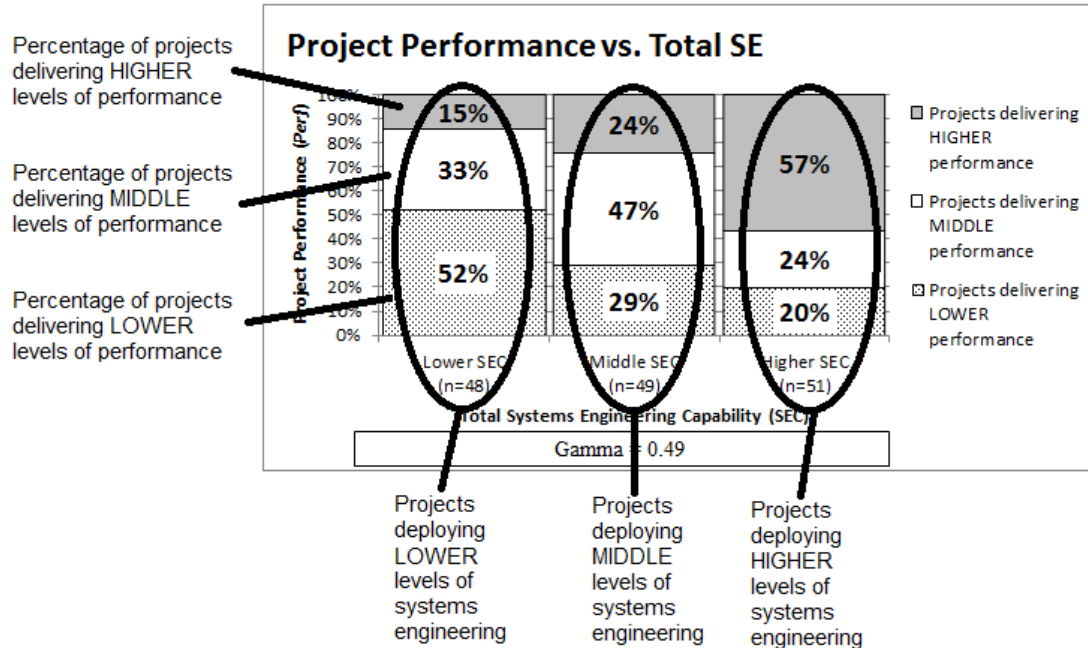 Percentage of projects
delivering HIGHER
levels of performance
Percentage of projects
delivering MIDDLE
levels of performance
Percentage of projects
delivering LOWER
levels of performance
Project Performance vs. Total SE
Project Performance (Perf)
100%
90%
80%
70%
60%
50%
40%
30%
20%
10%
0%
15%
33%
52%
24%
47%
29%
57%
24%
20%
Lower SEC
(n=48)
Middle SEC
(n=49)
Higher SEC
(n=51)
Total Systems Engineering Capability (SEC)
Gamma = 0.49
Projects delivering
HIGHER
performance
Projects delivering
MIDDLE
performance
Projects delivering
LOWER
performance
Projects
deploying
LOWER
levels of
systems
engineering
Projects
deploying
MIDDLE
levels of
systems
engineering
Projects
deploying
HIGHER
levels of
systems
engineering